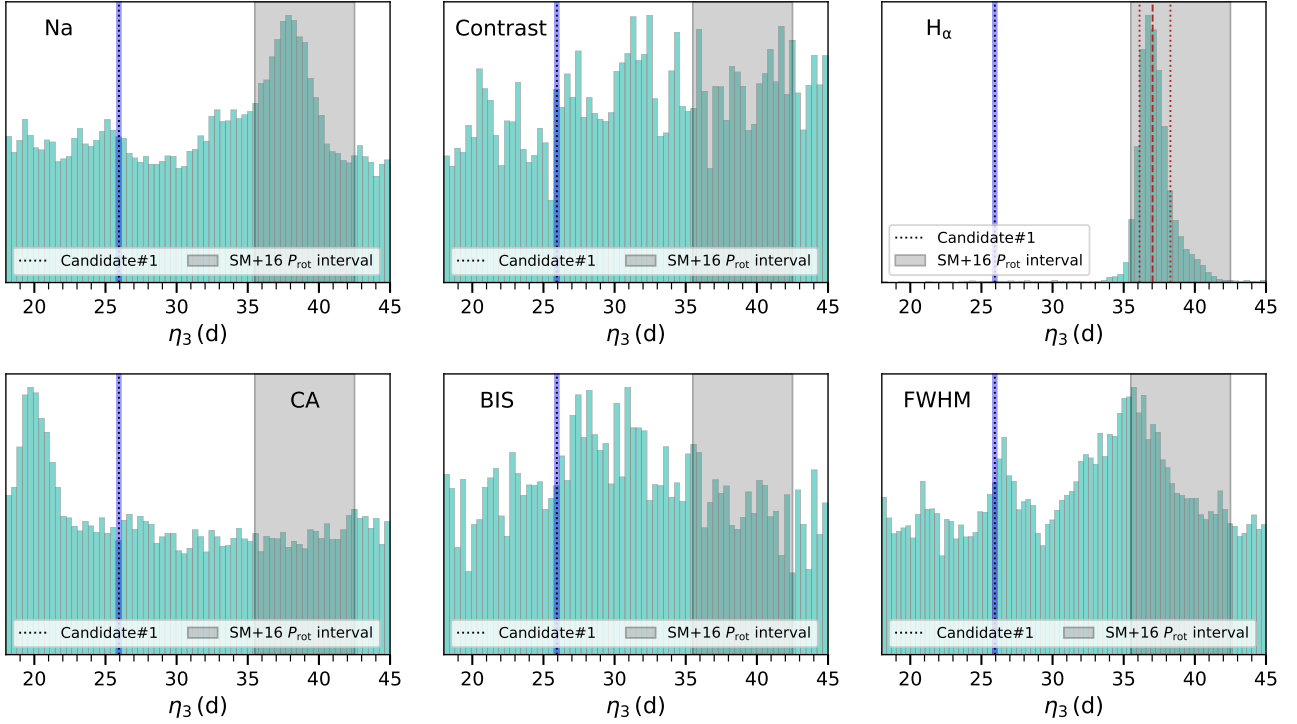 Na
Candidate#1
SM+16 Prot interval
20 25 30 35 40 45
η3 (d)
Contrast
Candidate#1
SM+16 Prot interval
20 25 30 35 40 45
η3 (d)
Hα
Candidate#1
SM+16 Prot interval
20 25 30 35 40 45
η3 (d)
CA
Candidate#1
SM+16 Prot interval
20 25 30 35 40 45
η3 (d)
BIS
Candidate#1
SM+16 Prot interval
20 25 30 35 40 45
η3 (d)
FWHM
Candidate#1
SM+16 Prot interval
20 25 30 35 40 45
η3 (d)